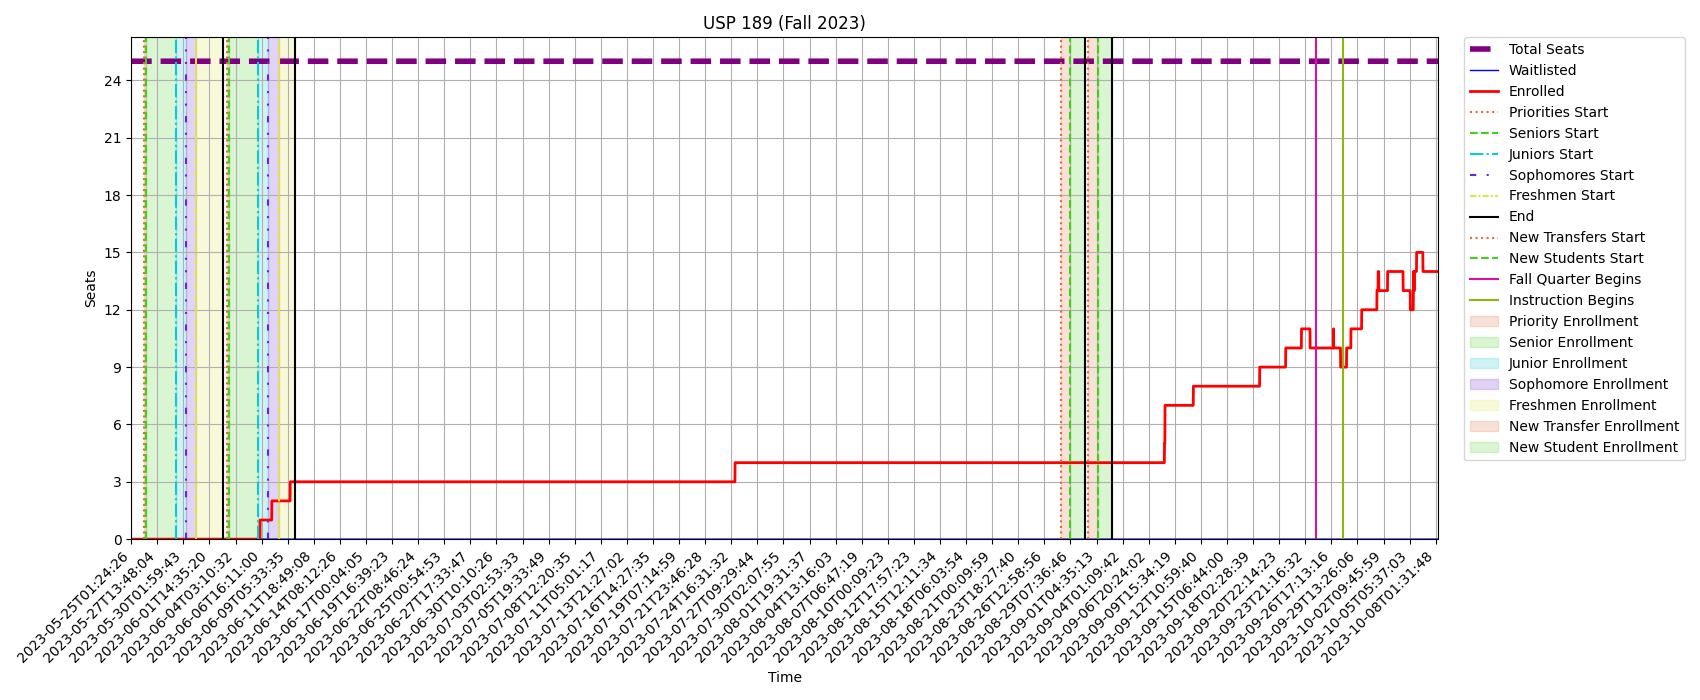 USP 189 (Fall 2023)
Seats
24
21
18
15
12
9
6
3
0
2023-05-25T01:24:26
2023-05-27T13:48:04
2023-05-30T01:59:43
2023-06-01T14:35:20
2023-06-04T03:10:32
2023-06-06T16:11:00
2023-06-09T05:33:35
2023-06-11T18:49:08
2023-06-14T08:12:26
2023-06-17T00:04:05
2023-06-19T16:39:23
2023-06-22T08:46:24
2023-06-25T00:54:53
2023-06-27T17:33:47
2023-06-30T10:10:26
2023-07-03T02:53:33
2023-07-05T19:33:49
2023-07-08T12:20:35
2023-07-11T05:01:17
2023-07-13T21:27:02
2023-07-16T14:27:35
2023-07-19T07:14:59
2023-07-21T23:46:28
2023-07-24T16:31:32
2023-07-27T09:29:44
2023-07-30T02:07:55
2023-08-01T19:31:37
2023-08-04T13:16:03
2023-08-07T06:47:19
2023-08-10T00:09:23
2023-08-12T17:57:23
2023-08-15T12:11:34
2023-08-18T06:03:54
2023-08-21T00:09:59
2023-08-23T18:27:40
2023-08-26T12:58:56
2023-08-29T07:36:46
2023-09-01T04:35:13
2023-09-04T01:09:42
2023-09-06T20:24:02
2023-09-09T15:34:19
2023-09-12T10:59:40
2023-09-15T06:44:00
2023-09-18T02:28:39
2023-09-20T22:14:23
2023-09-23T21:16:32
2023-09-26T17:13:16
2023-09-29T13:26:06
2023-10-02T09:45:59
2023-10-05T05:37:03
2023-10-08T01:31:48
Time
Total Seats
Waitlisted
Enrolled
Priorities Start
Seniors Start
Juniors Start
Sophomores Start
Freshmen Start
End
New Transfers Start
New Students Start
Fall Quarter Begins
Instruction Begins
Priority Enrollment
Senior Enrollment
Junior Enrollment
Sophomore Enrollment
Freshmen Enrollment
New Transfer Enrollment
New Student Enrollment